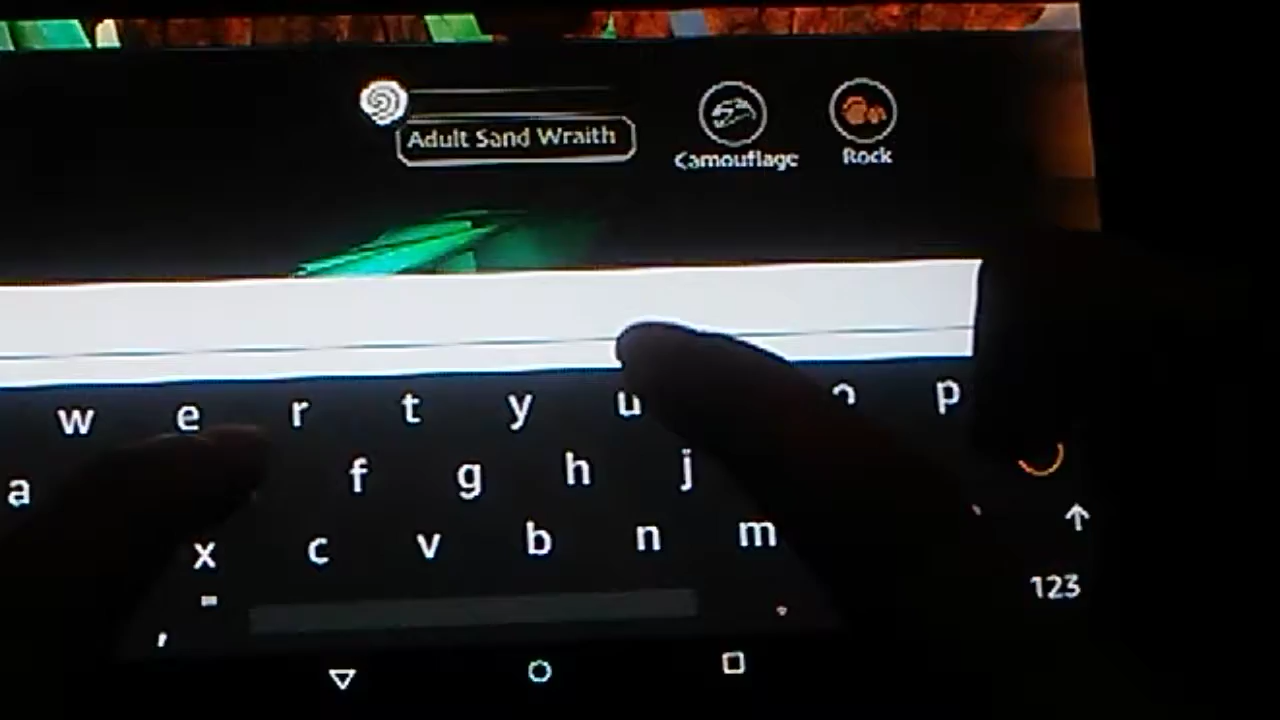 Adult Sand Wraith
Camouflage
Rock
w e r t y u p
a f g h j
x c v b n m
, .
123